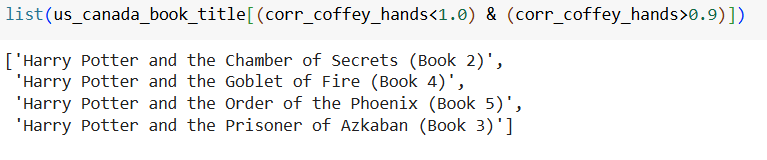 list(us_canada_book_title[(corr_coffey_hands<1.0) & (corr_coffey_hands>0.9)])
['Harry Potter and the Chamber of Secrets (Book 2)',
'Harry Potter and the Goblet of Fire (Book 4)',
'Harry Potter and the Order of the Phoenix (Book 5)',
'Harry Potter and the Prisoner of Azkaban (Book 3)']